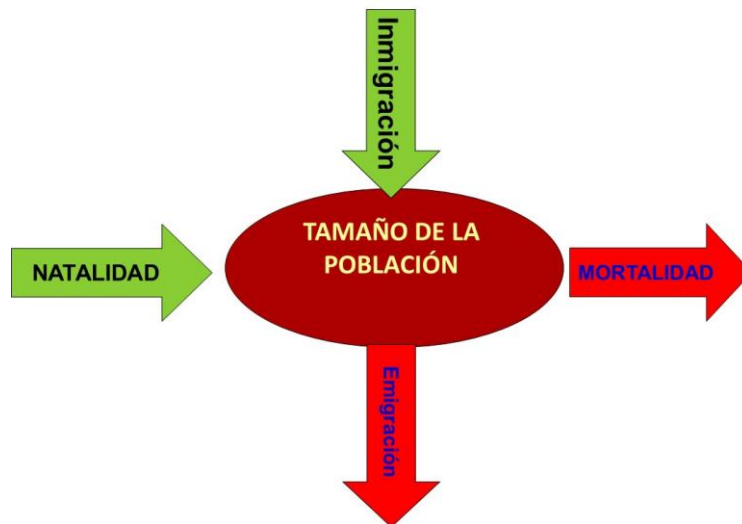 Inmigración
TAMAÑO DE LA
POBLACIÓN
NATALIDAD
MORTALIDAD
Emigración